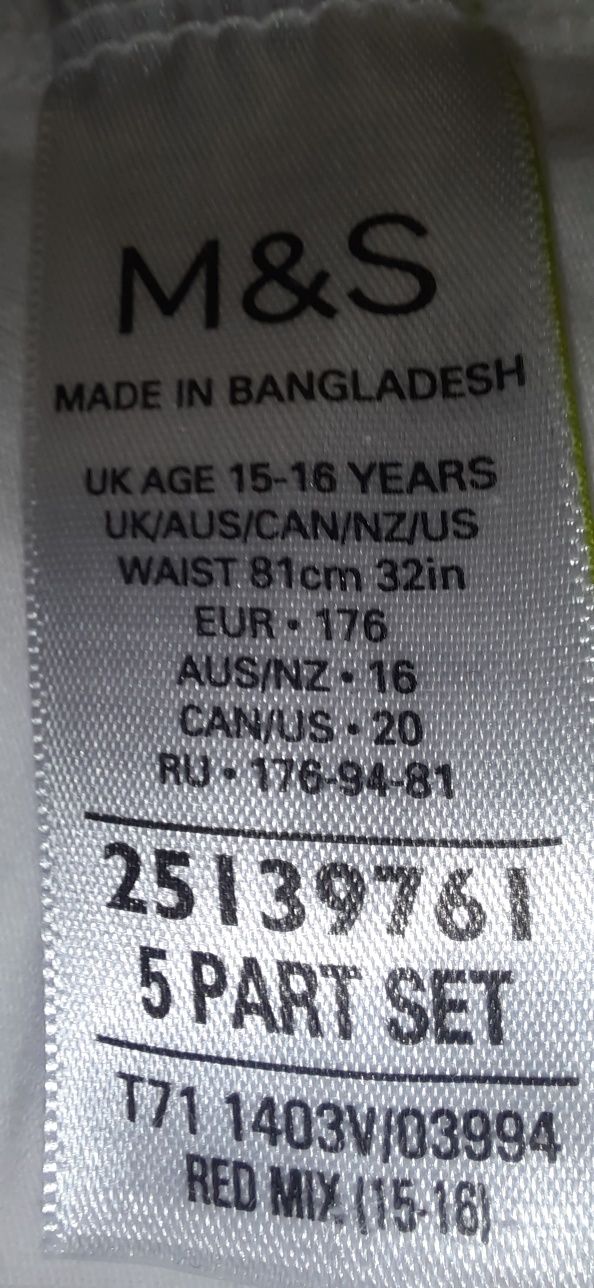 M&S
MADE IN BANGLADESH
UK AGE 15-16 YEARS
UK/AUS/CAN/NZ/US
WAIST 81cm 32in
EUR • 176
AUS/NZ • 16
CAN/US • 20
RU • 176-94-81
25139761
5 PART SET
T71 1403V/03994
RED MIX (15-16)